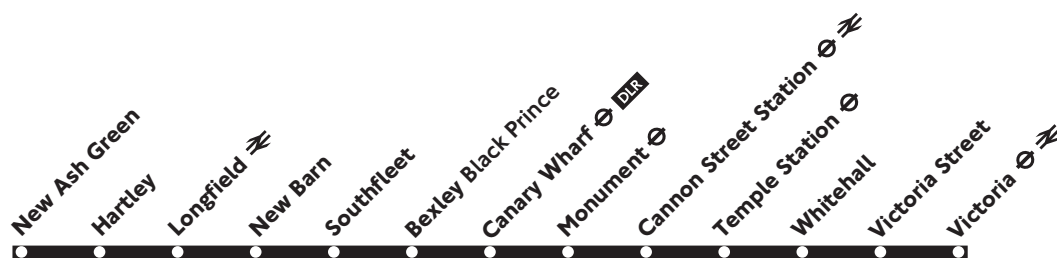 New Ash Green
Hartley
Longfield
New Barn
Southfleet
Bexley Black Prince
Canary Wharf DLR
Monument
Cannon Street Station
Temple Station
Whitehall
Victoria Street
Victoria